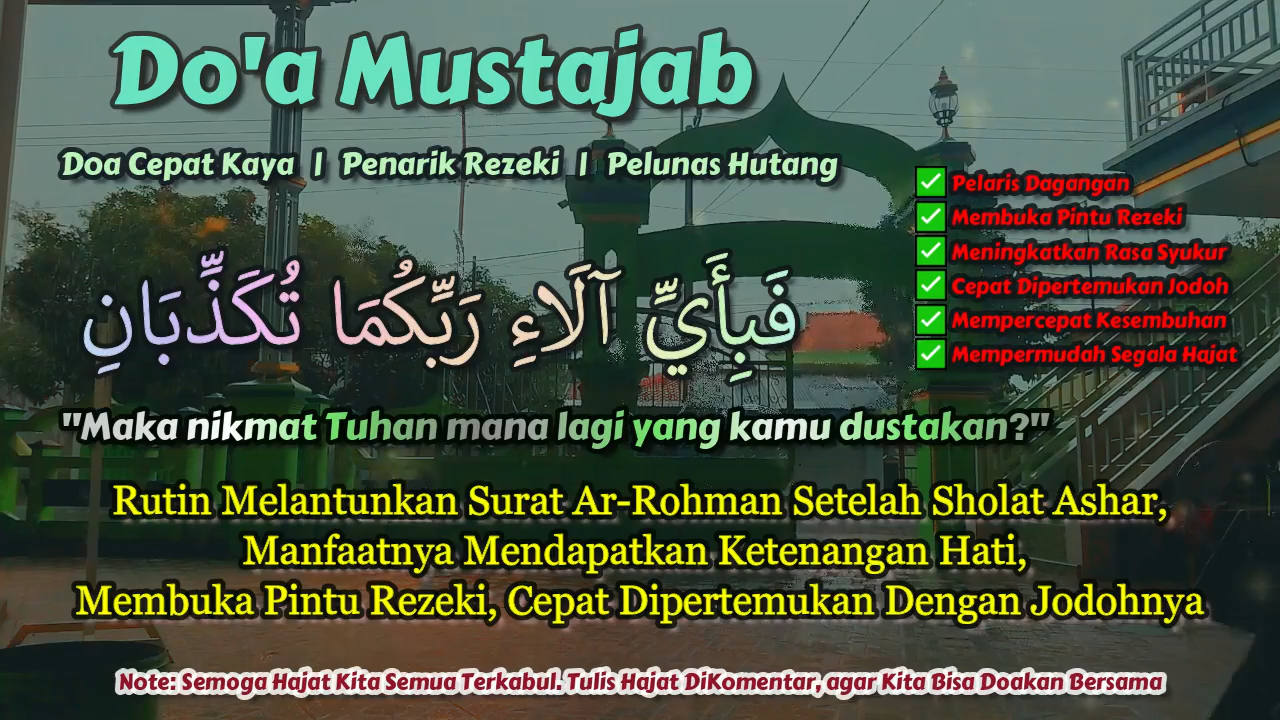 Do'a Mustajab
Doa Cepat Kaya | Penarik Rezeki | Pelunas Hutang
Pelaris Dagangan
Membuka Pintu Rezeki
Meningkatkan Rasa Syukur
Cepat Dipertemukan Jodoh
Mempercepat Kesembuhan
Mempermudah Segala Hajat
فَبِأَيِّ آلَاءِ رَبِّكُمَا تُكَذِّبَانِ
"Maka nikmat Tuhan mana lagi yang kamu dustakan?"
Rutin Melantunkan Surat Ar-Rohman Setelah Sholat Ashar,
Manfaatnya Mendapatkan Ketenangan Hati,
Membuka Pintu Rezeki, Cepat Dipertemukan Dengan Jodohnya
Note: Semoga Hajat Kita Semua Terkabul. Tulis Hajat DiKomentar, agar Kita Bisa Doakan Bersama